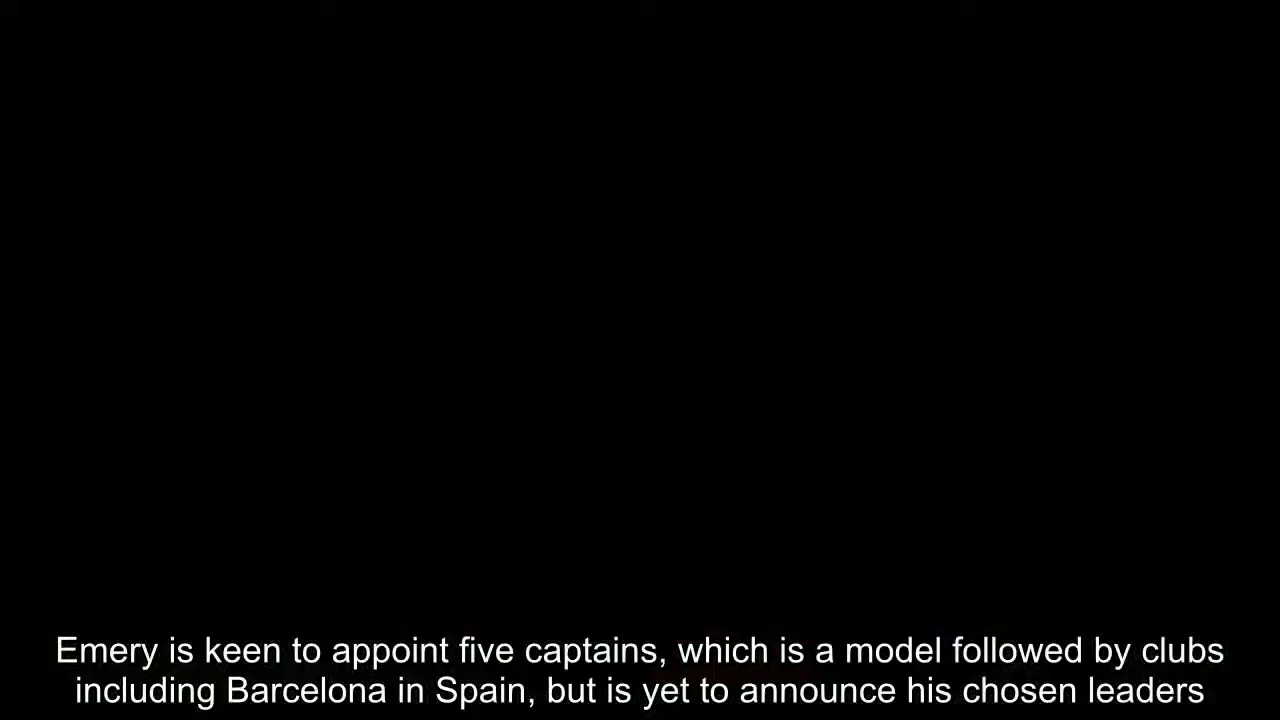 Emery is keen to appoint five captains, which is a model followed by clubs
including Barcelona in Spain, but is yet to announce his chosen leaders